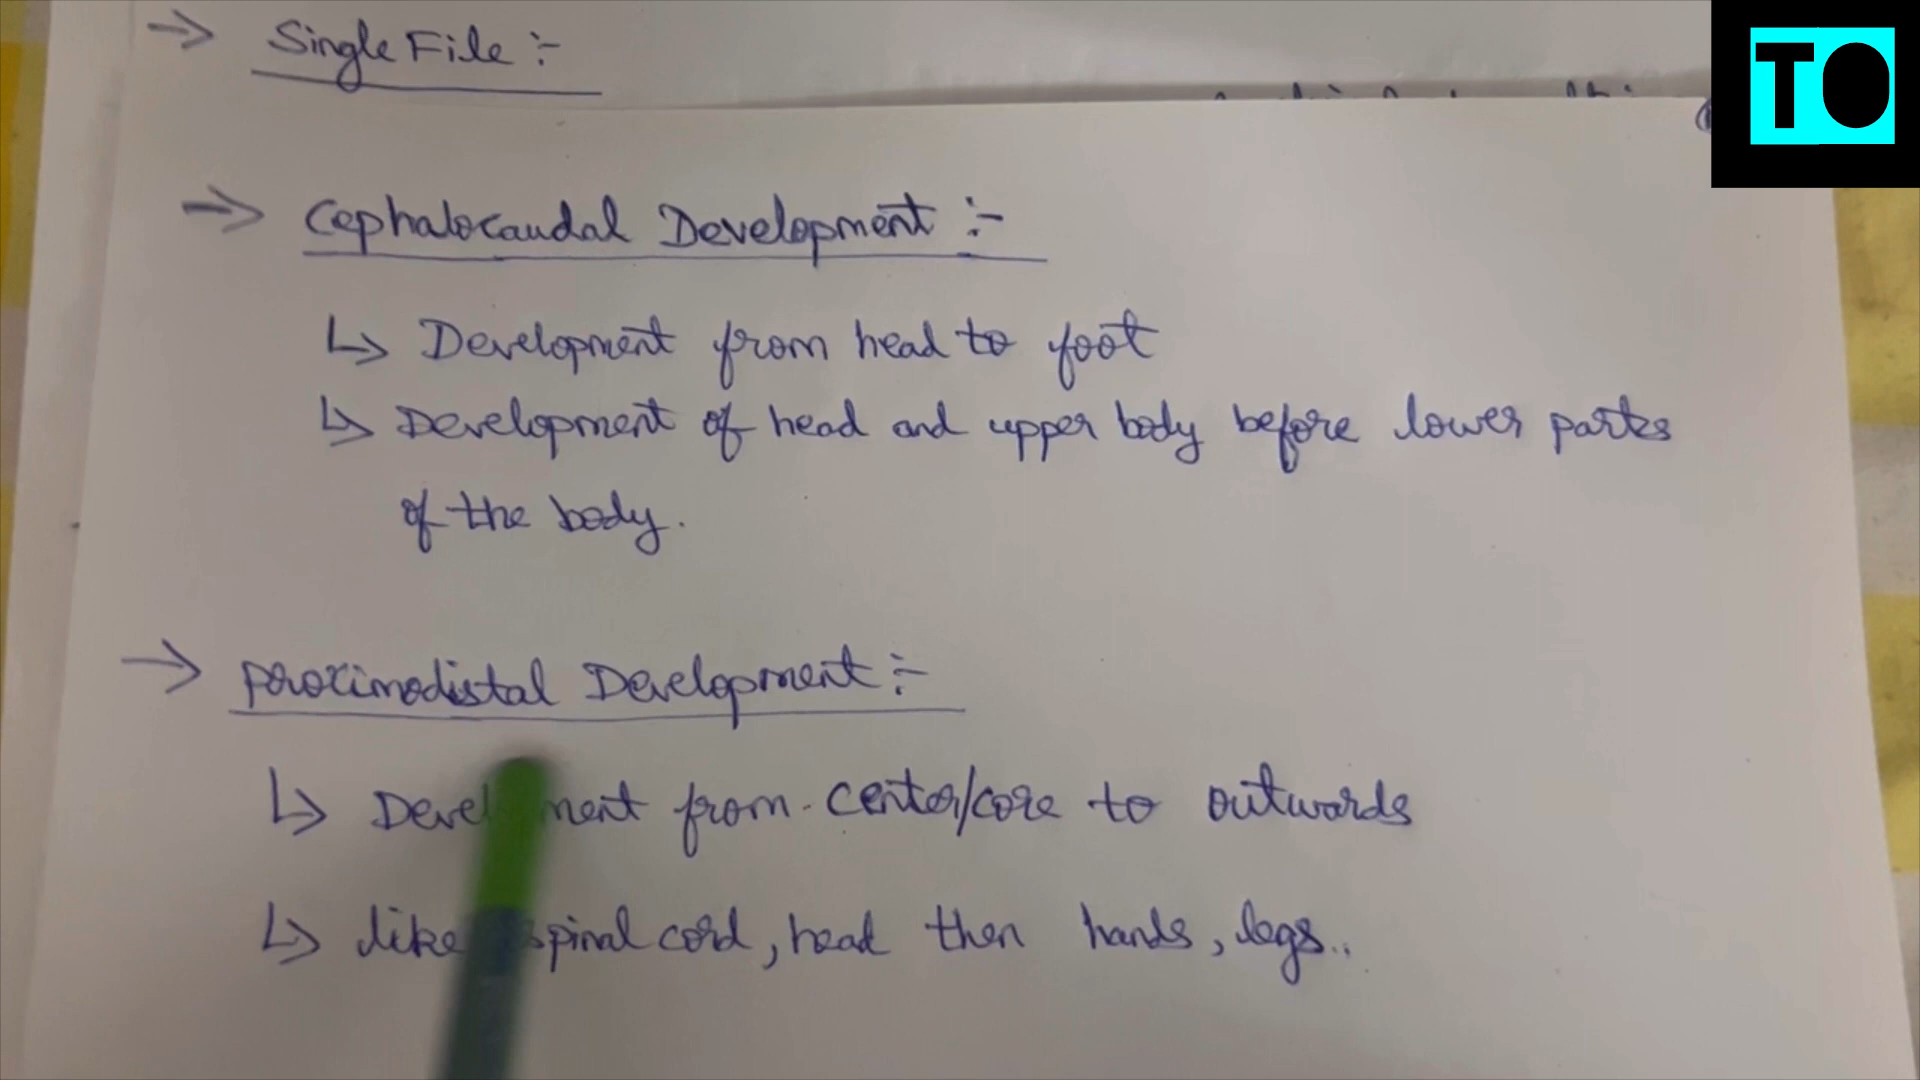 → Single File :-
TO
→ Cephalocaudal Development :-
↳ Development from head to foot
↳ Development of head and upper body before lower parts
of the body.
→ Proximodistal Development :-
↳ from center/core to outwards
↳ like spinal cord, head then hands, legs..